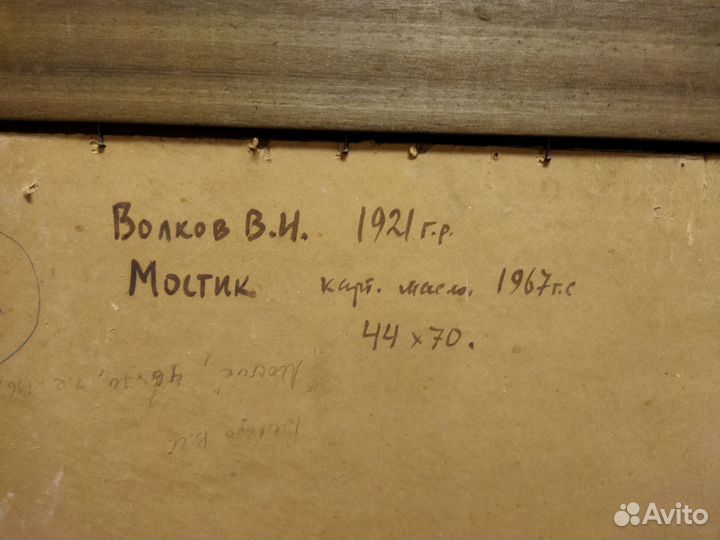 Волков В.И. 1921 г.р.
Мостик карт. масло. 1967 г.с
44 х 70.
Avito